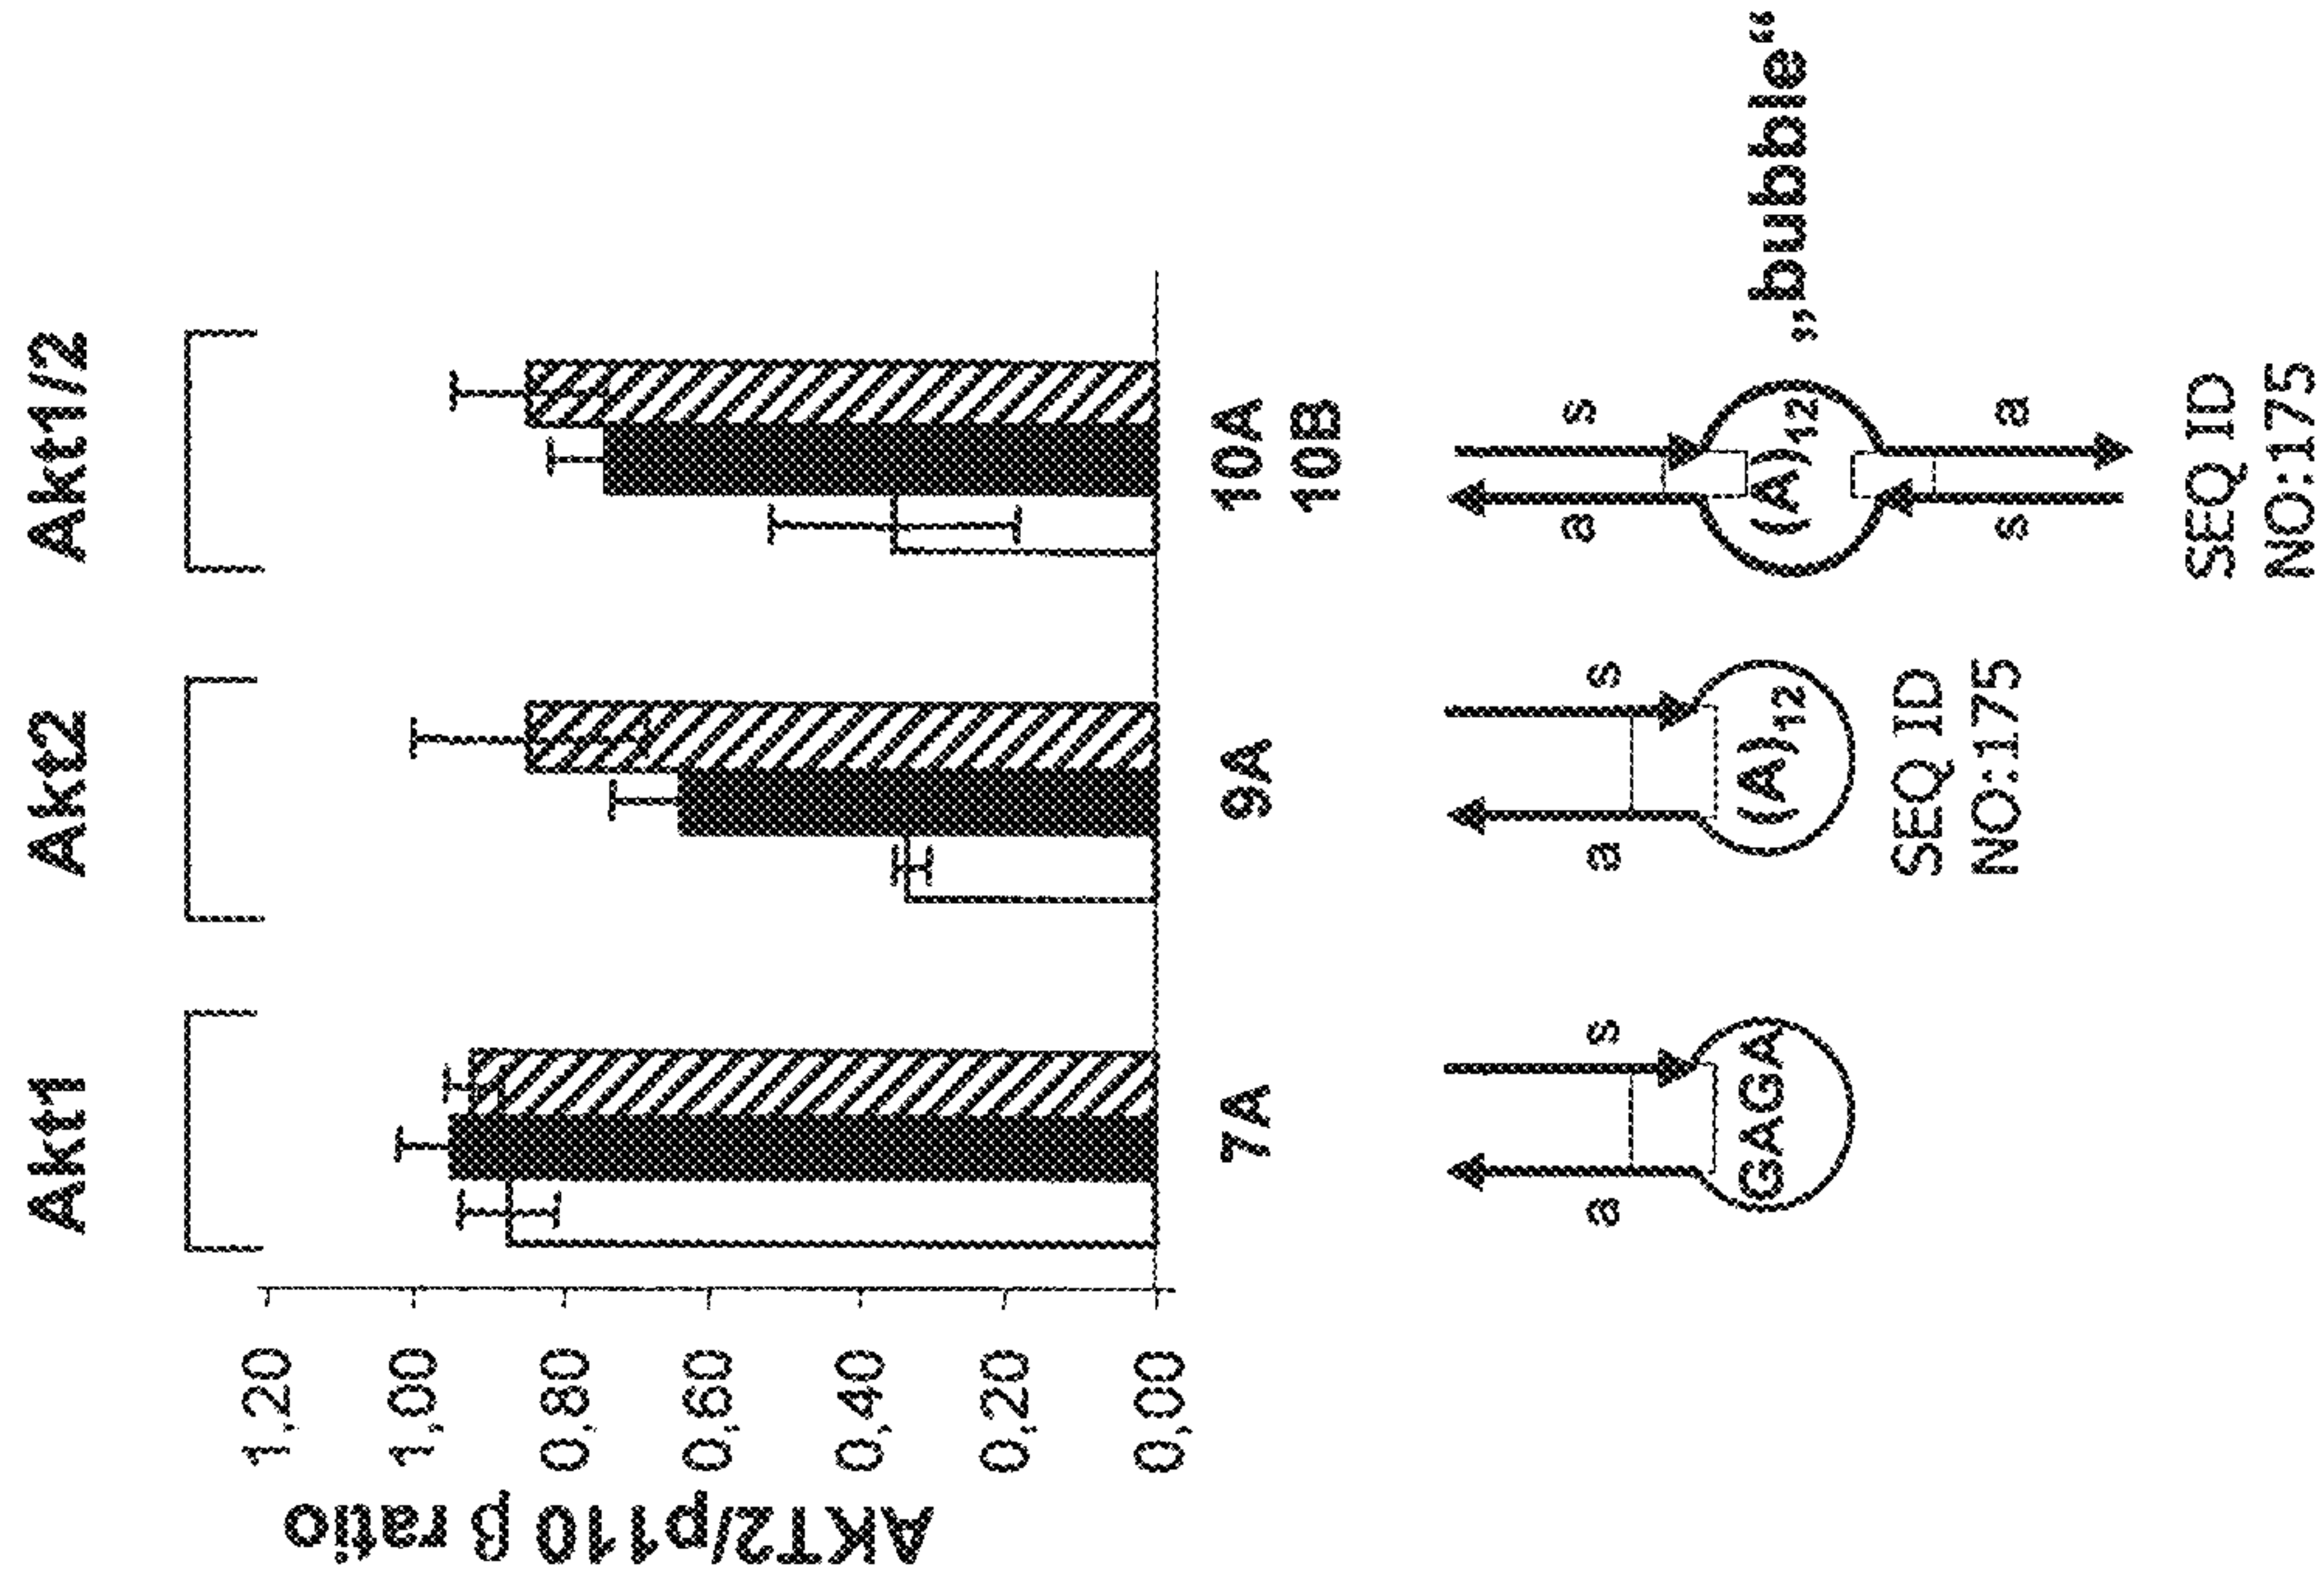 Akt1 Akt2 Akt1/2
AKT2/p110 β ratio
1,20
1,00
0,80
0,60
0,40
0,20
0,00
7A 9A 10A
10B
a s a s a s
GAGA (A)12 (A)12 „bubble“
s a
SEQ ID
NO:175
SEQ ID
NO:175